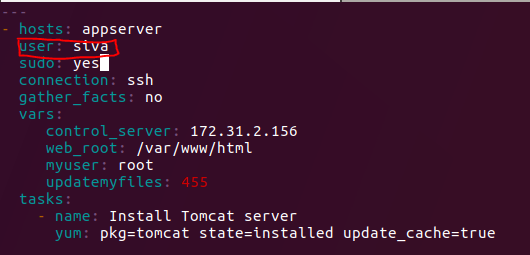 ---
- hosts: appserver
user: siva
sudo: yes
connection: ssh
gather_facts: no
vars:
control_server: 172.31.2.156
web_root: /var/www/html
myuser: root
updatemyfiles: 455
tasks:
- name: Install Tomcat server
yum: pkg=tomcat state=installed update_cache=true